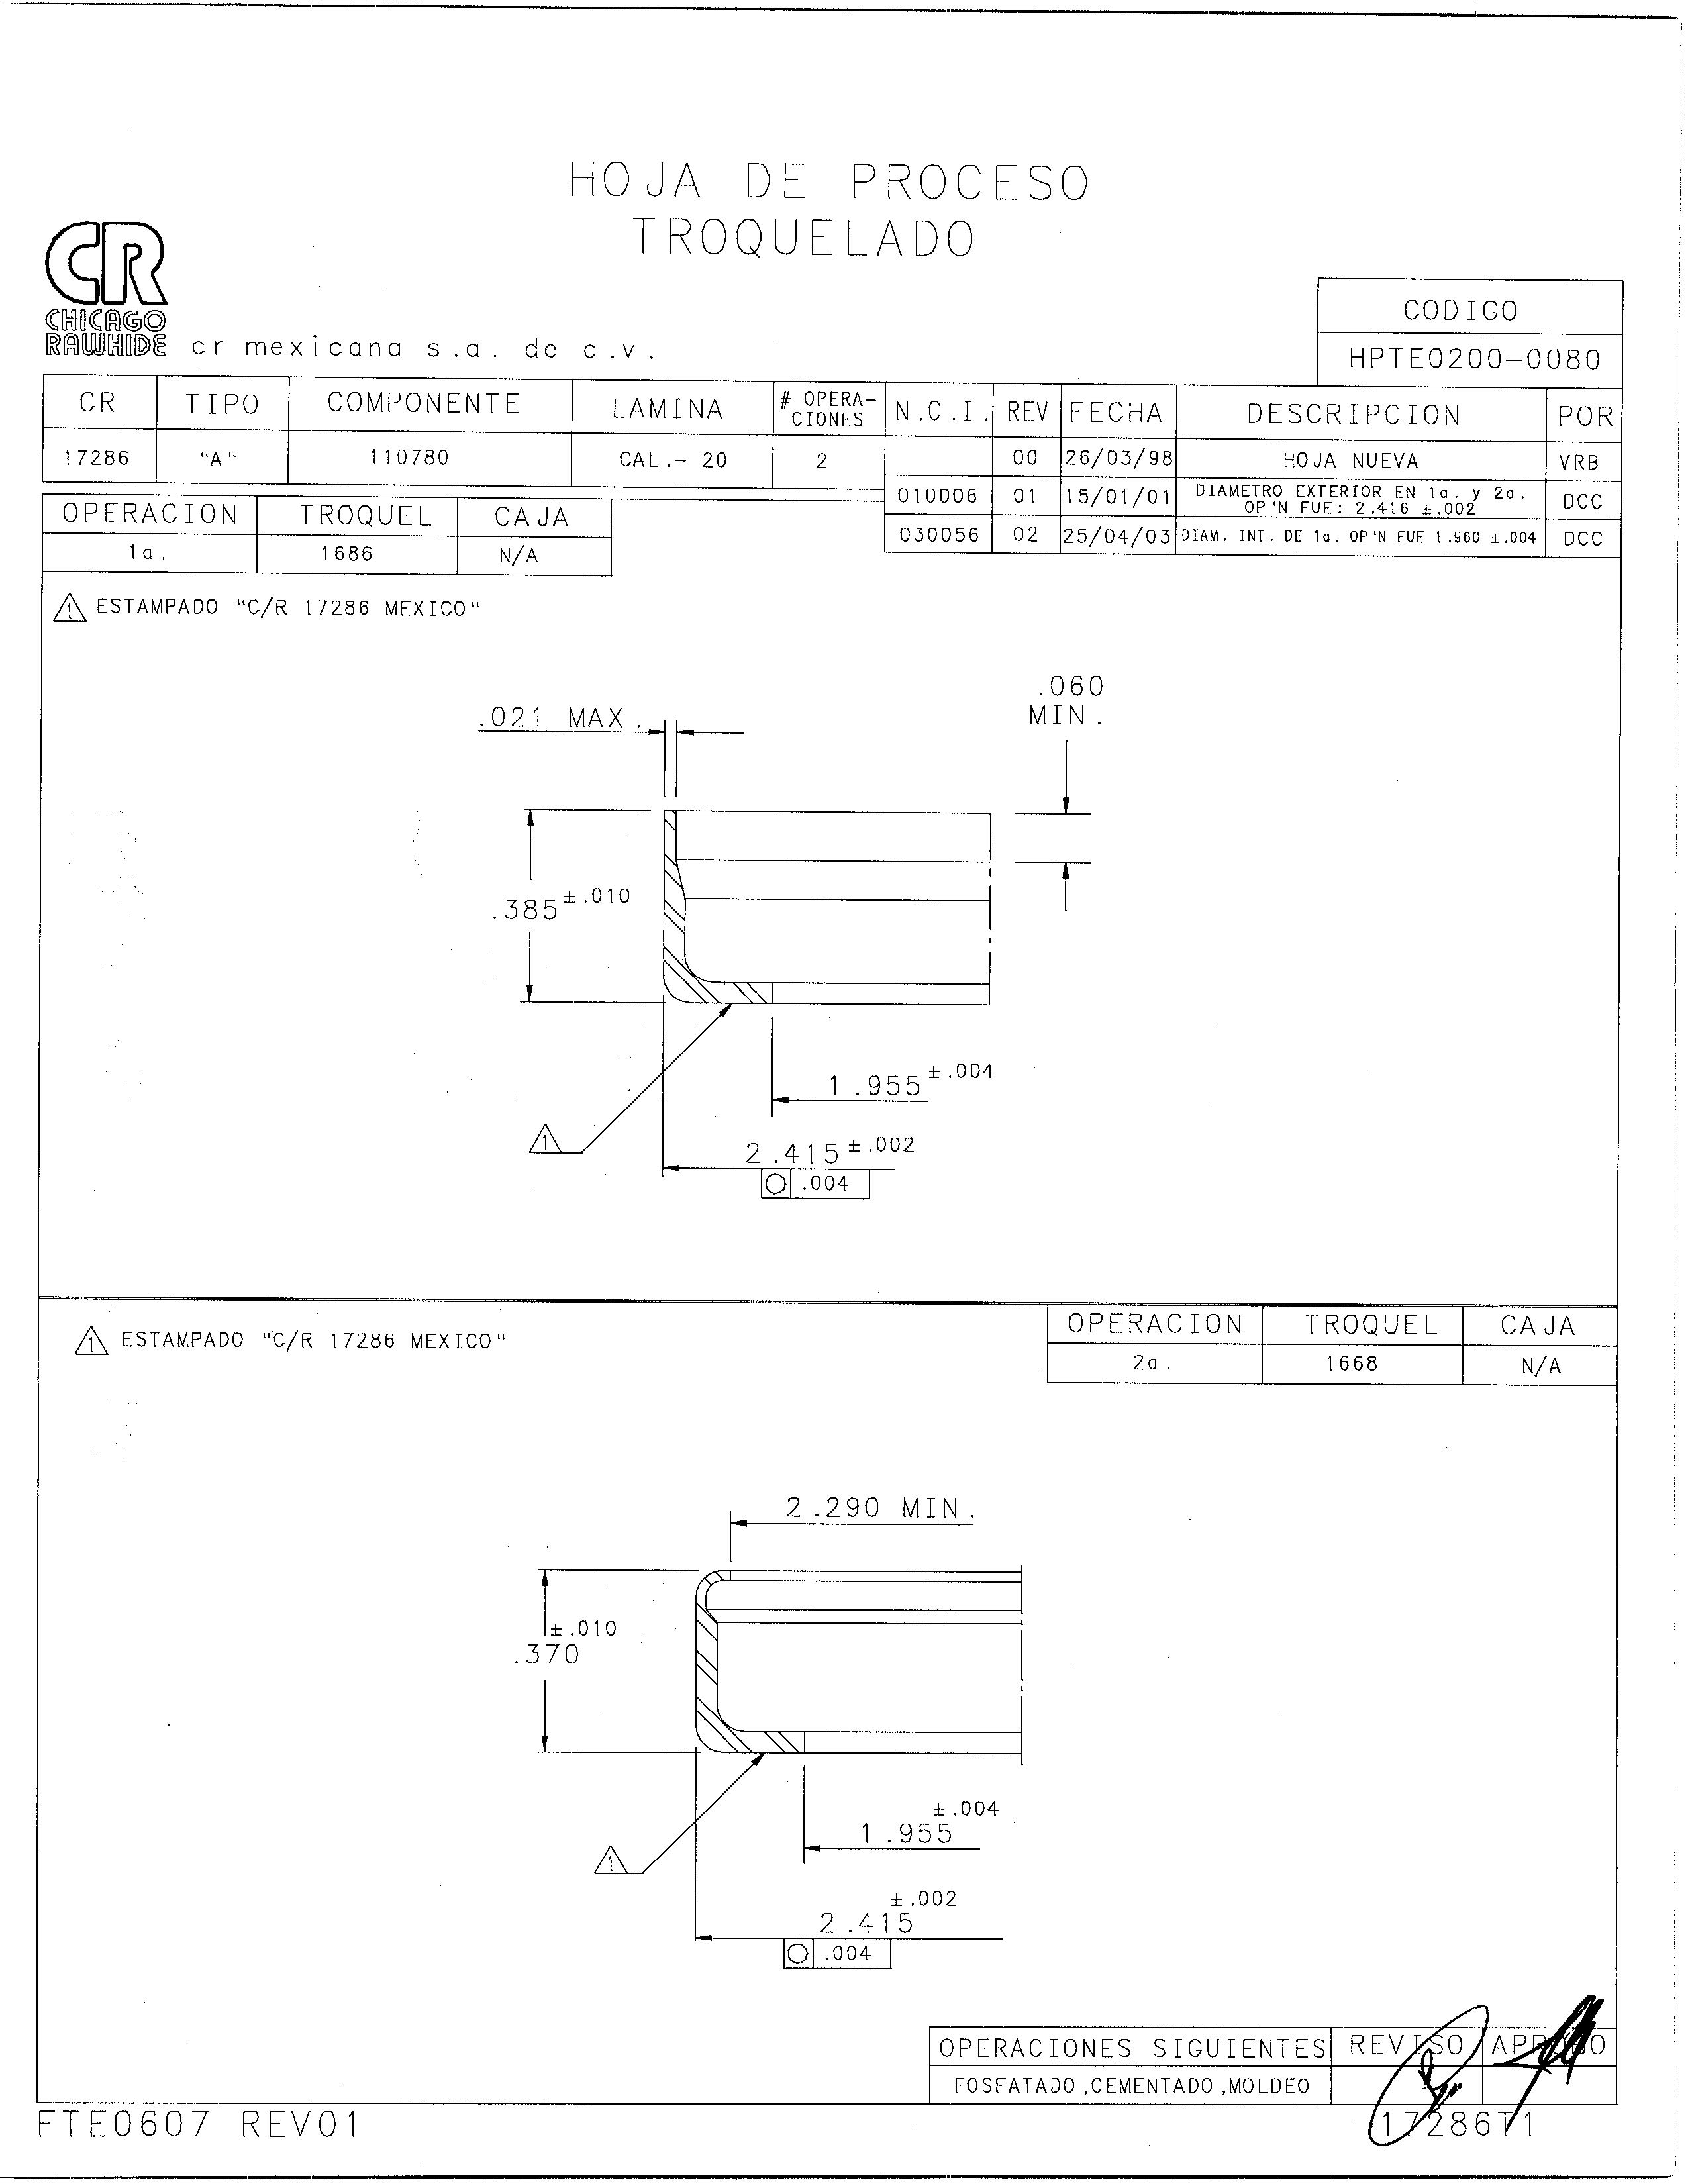 HOJA DE PROCESO
TROQUELADO
CR
CHICAGO
RAWHIDE
cr mexicana s.a. de c.v.
CODIGO
HPTE0200-0080
CR TIPO COMPONENTE LAMINA # OPERA-CIONES N.C.I. REV FECHA DESCRIPCION POR
17286 "A" 110780 CAL.- 20 2 00 26/03/98 HOJA NUEVA VRB
010006 01 15/01/01 DIAMETRO EXTERIOR EN 1a. y 2a.
OP'N FUE: 2.416 ±.002 DCC
030056 02 25/04/03 DIAM. INT. DE 1a. OP'N FUE 1.960 ±.004 DCC
OPERACION TROQUEL CAJA
1a. 1686 N/A
1 ESTAMPADO "C/R 17286 MEXICO"
.060
MIN.
.021 MAX.
.385 ±.010
1.955 ±.004
1
2.415 ±.002
.004
OPERACION TROQUEL CAJA
2a. 1668 N/A
1 ESTAMPADO "C/R 17286 MEXICO"
2.290 MIN.
±.010
.370
±.004
1.955
1
±.002
2.415
.004
OPERACIONES SIGUIENTES REVISO APROBO
FOSFATADO,CEMENTADO,MOLDEO
FTE0607 REV01
17286T1